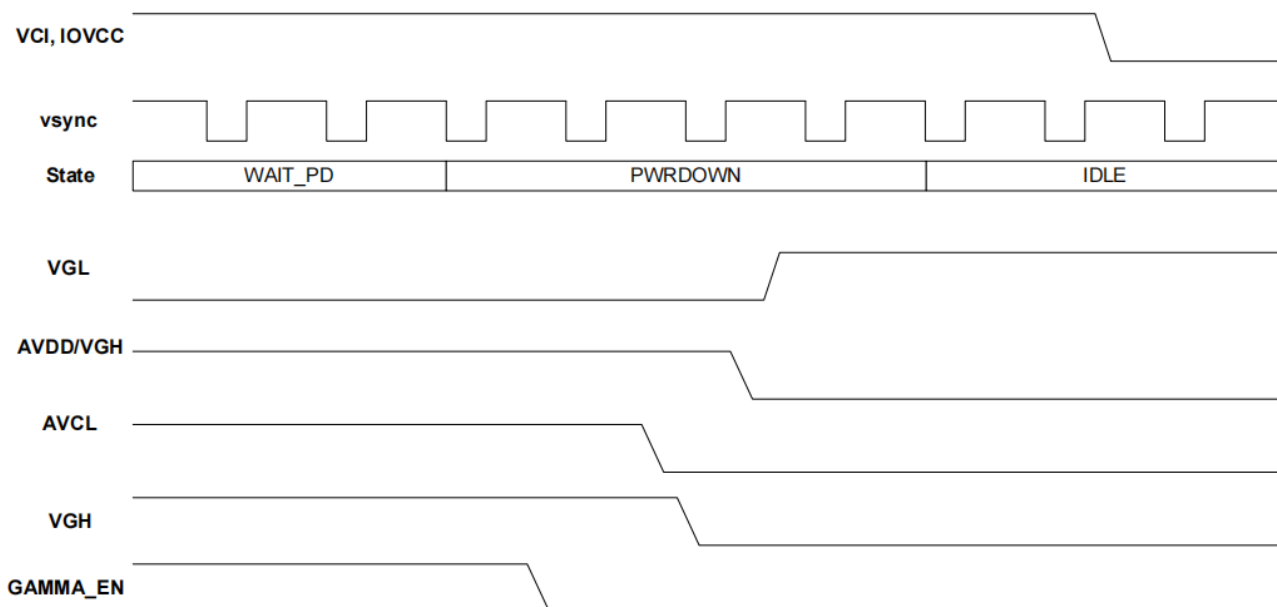 VCI, IOVCC
vsync
State WAIT_PD PWRDOWN IDLE
VGL
AVDD/VGH
AVCL
VGH
GAMMA_EN